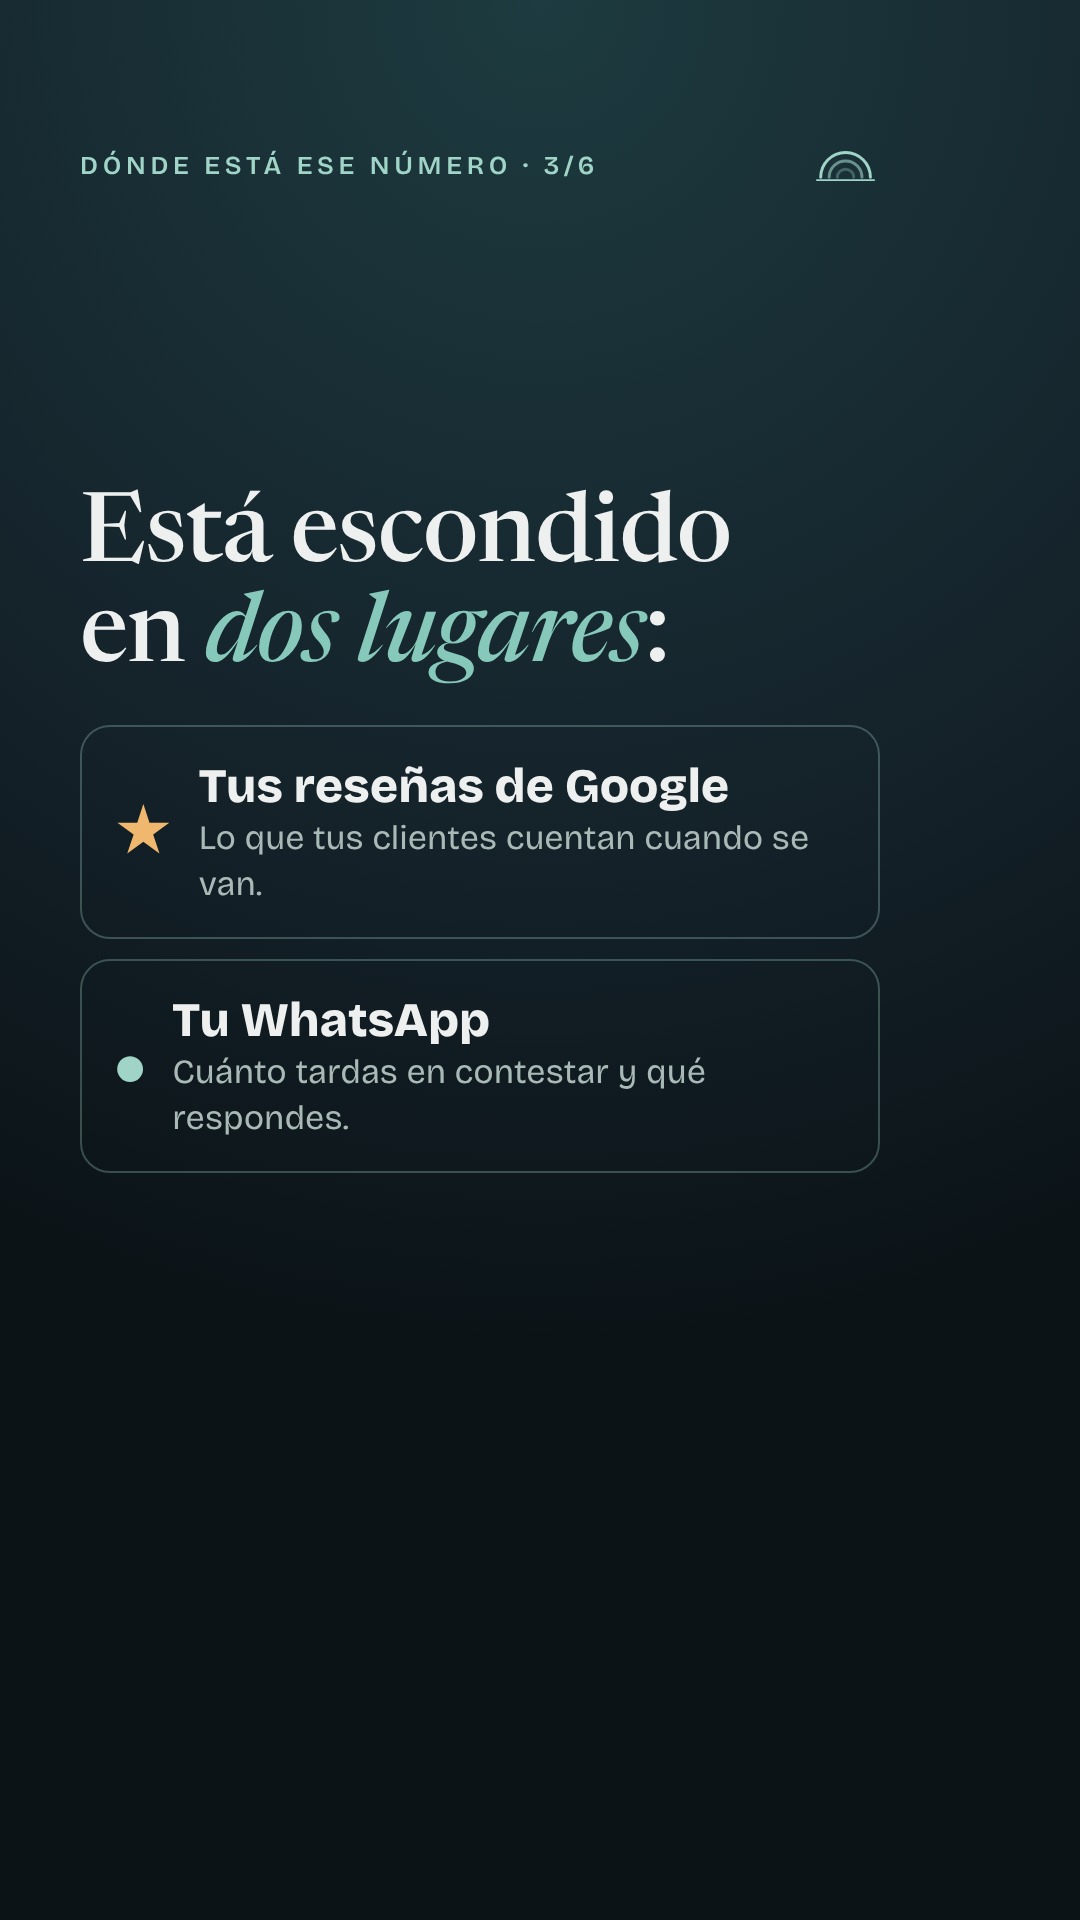 DÓNDE ESTÁ ESE NÚMERO · 3/6
Está escondido
en dos lugares:
Tus reseñas de Google
Lo que tus clientes cuentan cuando se
van.
Tu WhatsApp
Cuánto tardas en contestar y qué
respondes.